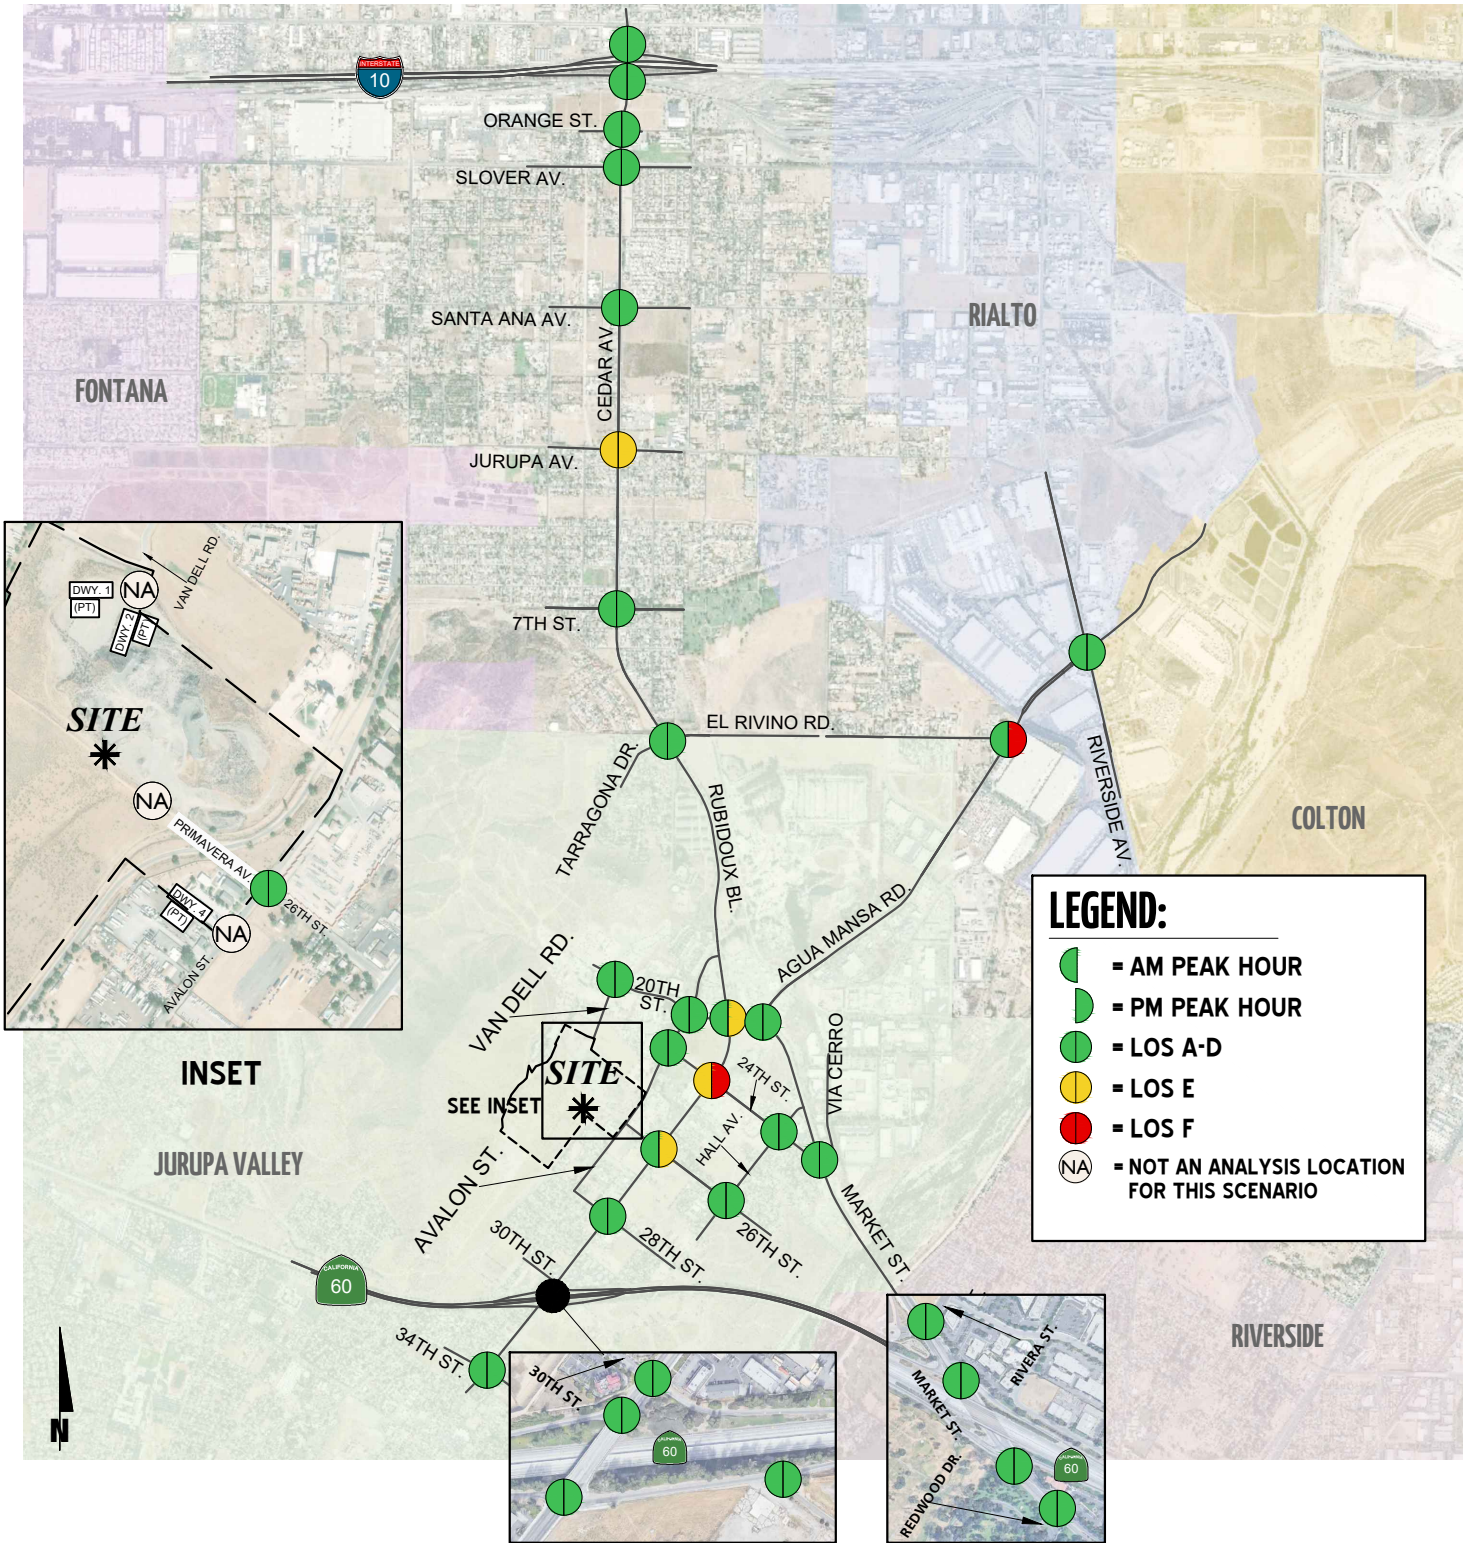 INTERSTATE
10
ORANGE ST.
SLOVER AV.
SANTA ANA AV.
CEDAR AV.
RIALTO
FONTANA
JURUPA AV.
7TH ST.
EL RIVINO RD.
TARRAGONA DR.
RUBIDOUX BL.
AGUA MANSA RD.
RIVERSIDE AV.
COLTON
VAN DELL RD.
DWY. 1
(PT)
NA
DWY. 2
(PT)
SITE
NA
PRIMAVERA AV.
DWY. 4
(PT)
26TH ST.
NA
AVALON ST.
INSET
VAN DELL RD.
20TH
ST.
SITE
SEE INSET
24TH ST.
HALL AV.
VIA CERRO
JURUPA VALLEY
AVALON ST.
30TH ST.
28TH ST.
26TH ST.
MARKET ST.
CALIFORNIA
60
34TH ST.
N
RIVERSIDE
LEGEND:
= AM PEAK HOUR
= PM PEAK HOUR
= LOS A-D
= LOS E
= LOS F
NA
= NOT AN ANALYSIS LOCATION
FOR THIS SCENARIO
30TH ST.
CALIFORNIA
60
RIVERA ST.
MARKET ST.
REDWOOD DR.
CALIFORNIA
60